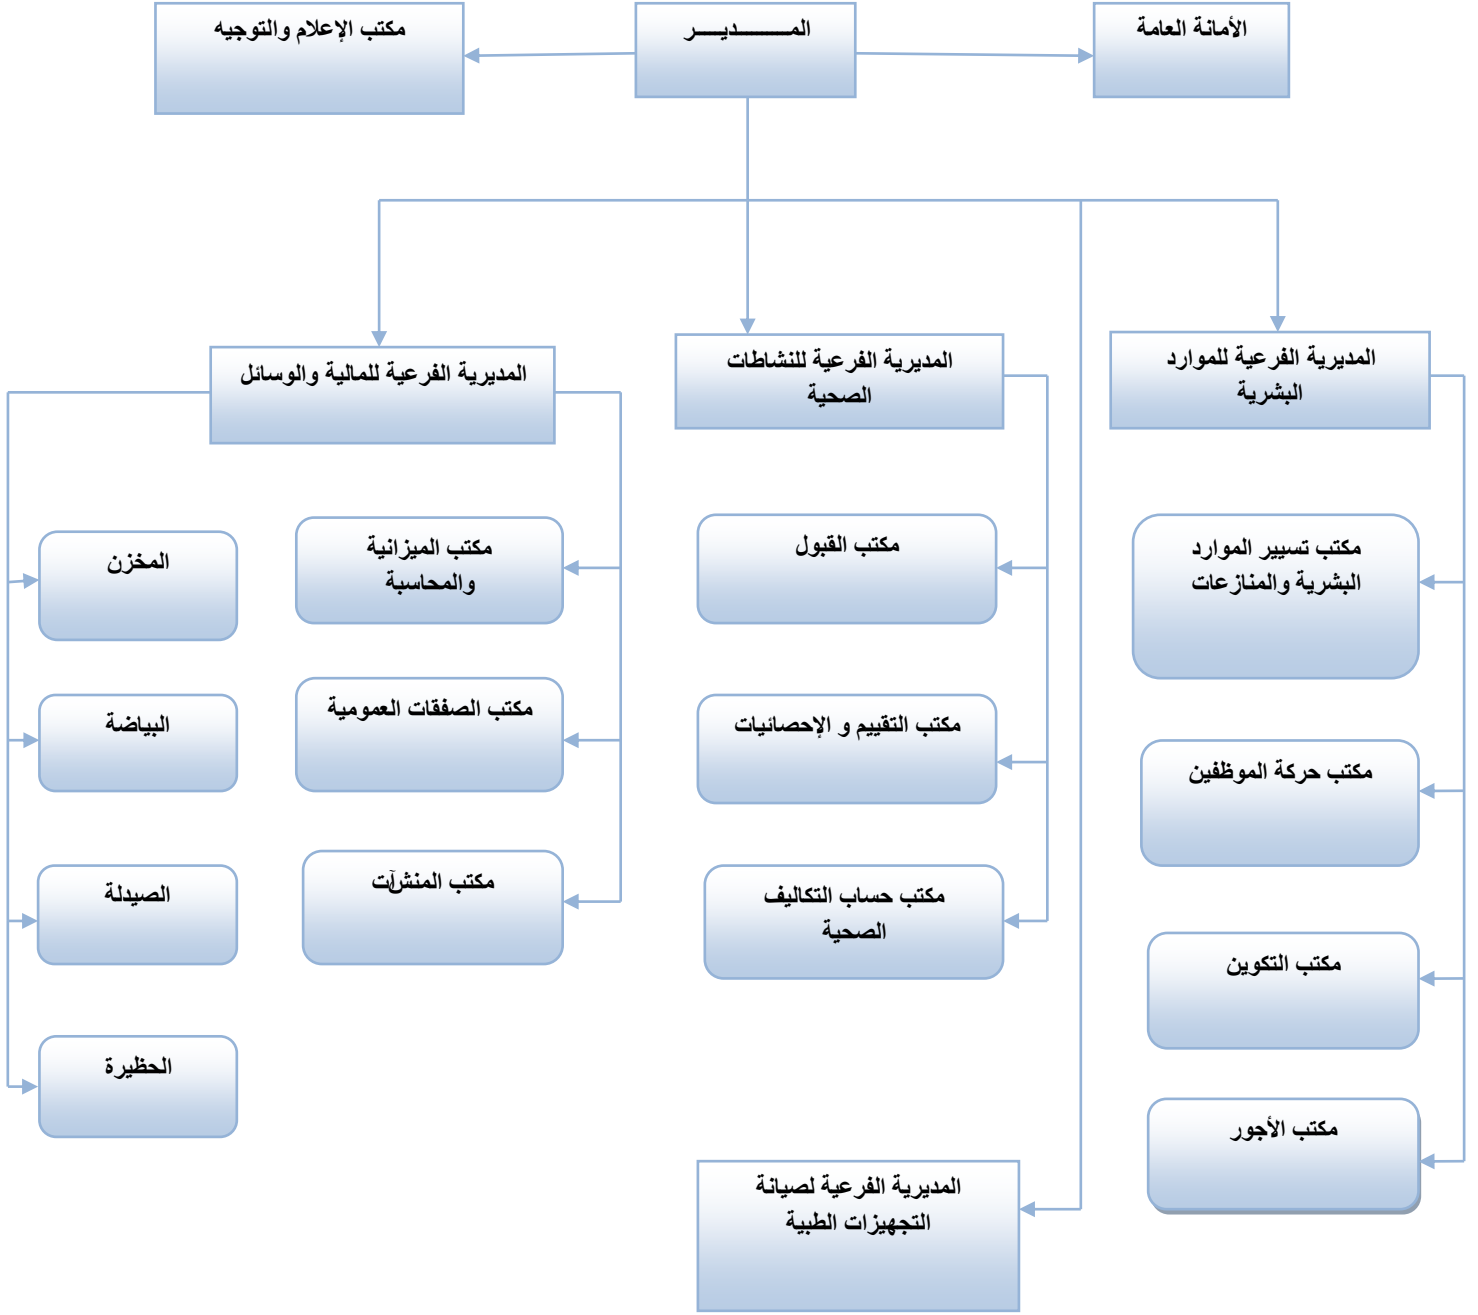 الأمانة العامة
المـــــــــديـــــر
مكتب الإعلام والتوجيه
المديرية الفرعية للموارد
البشرية
المديرية الفرعية للنشاطات
الصحية
المديرية الفرعية للمالية والوسائل
مكتب تسيير الموارد
البشرية والمنازعات
مكتب القبول
مكتب الميزانية
والمحاسبة
المخزن
مكتب حركة الموظفين
مكتب التقييم و الإحصائيات
مكتب الصفقات العمومية
البياضة
مكتب التكوين
مكتب حساب التكاليف
الصحية
مكتب المنشآت
الصيدلة
مكتب الأجور
الحظيرة
المديرية الفرعية لصيانة
التجهيزات الطبية